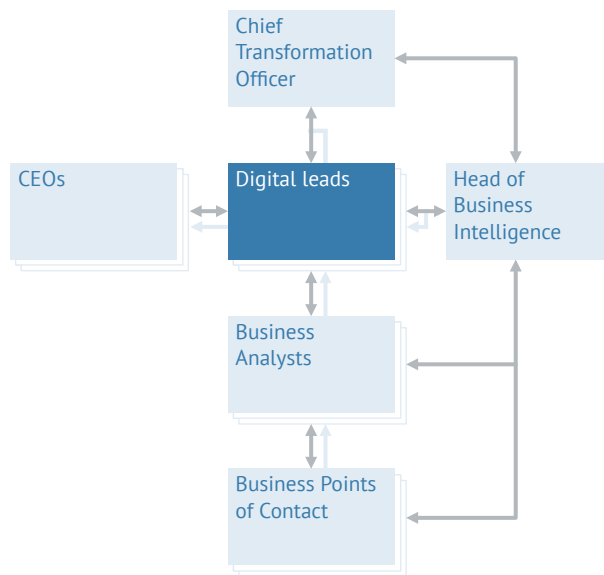 Chief
Transformation
Officer
CEOs
Digital leads
Head of
Business
Intelligence
Business
Analysts
Business Points
of Contact